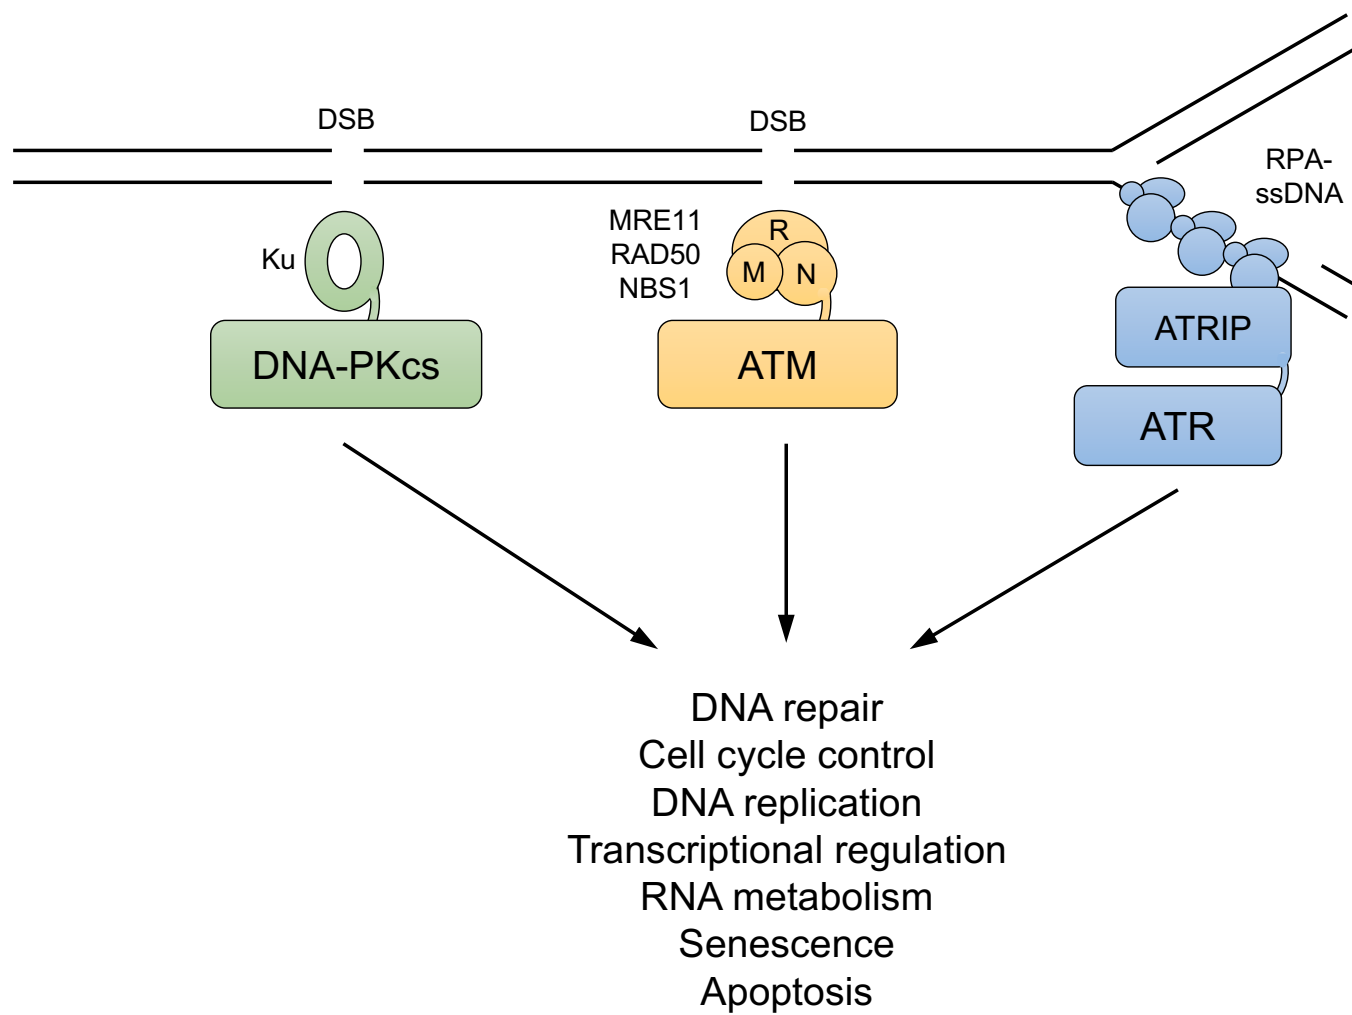 DSB
DSB
RPA-
ssDNA
Ku
MRE11
RAD50
NBS1
R
M
N
DNA-PKcs
ATM
ATRIP
ATR
DNA repair
Cell cycle control
DNA replication
Transcriptional regulation
RNA metabolism
Senescence
Apoptosis